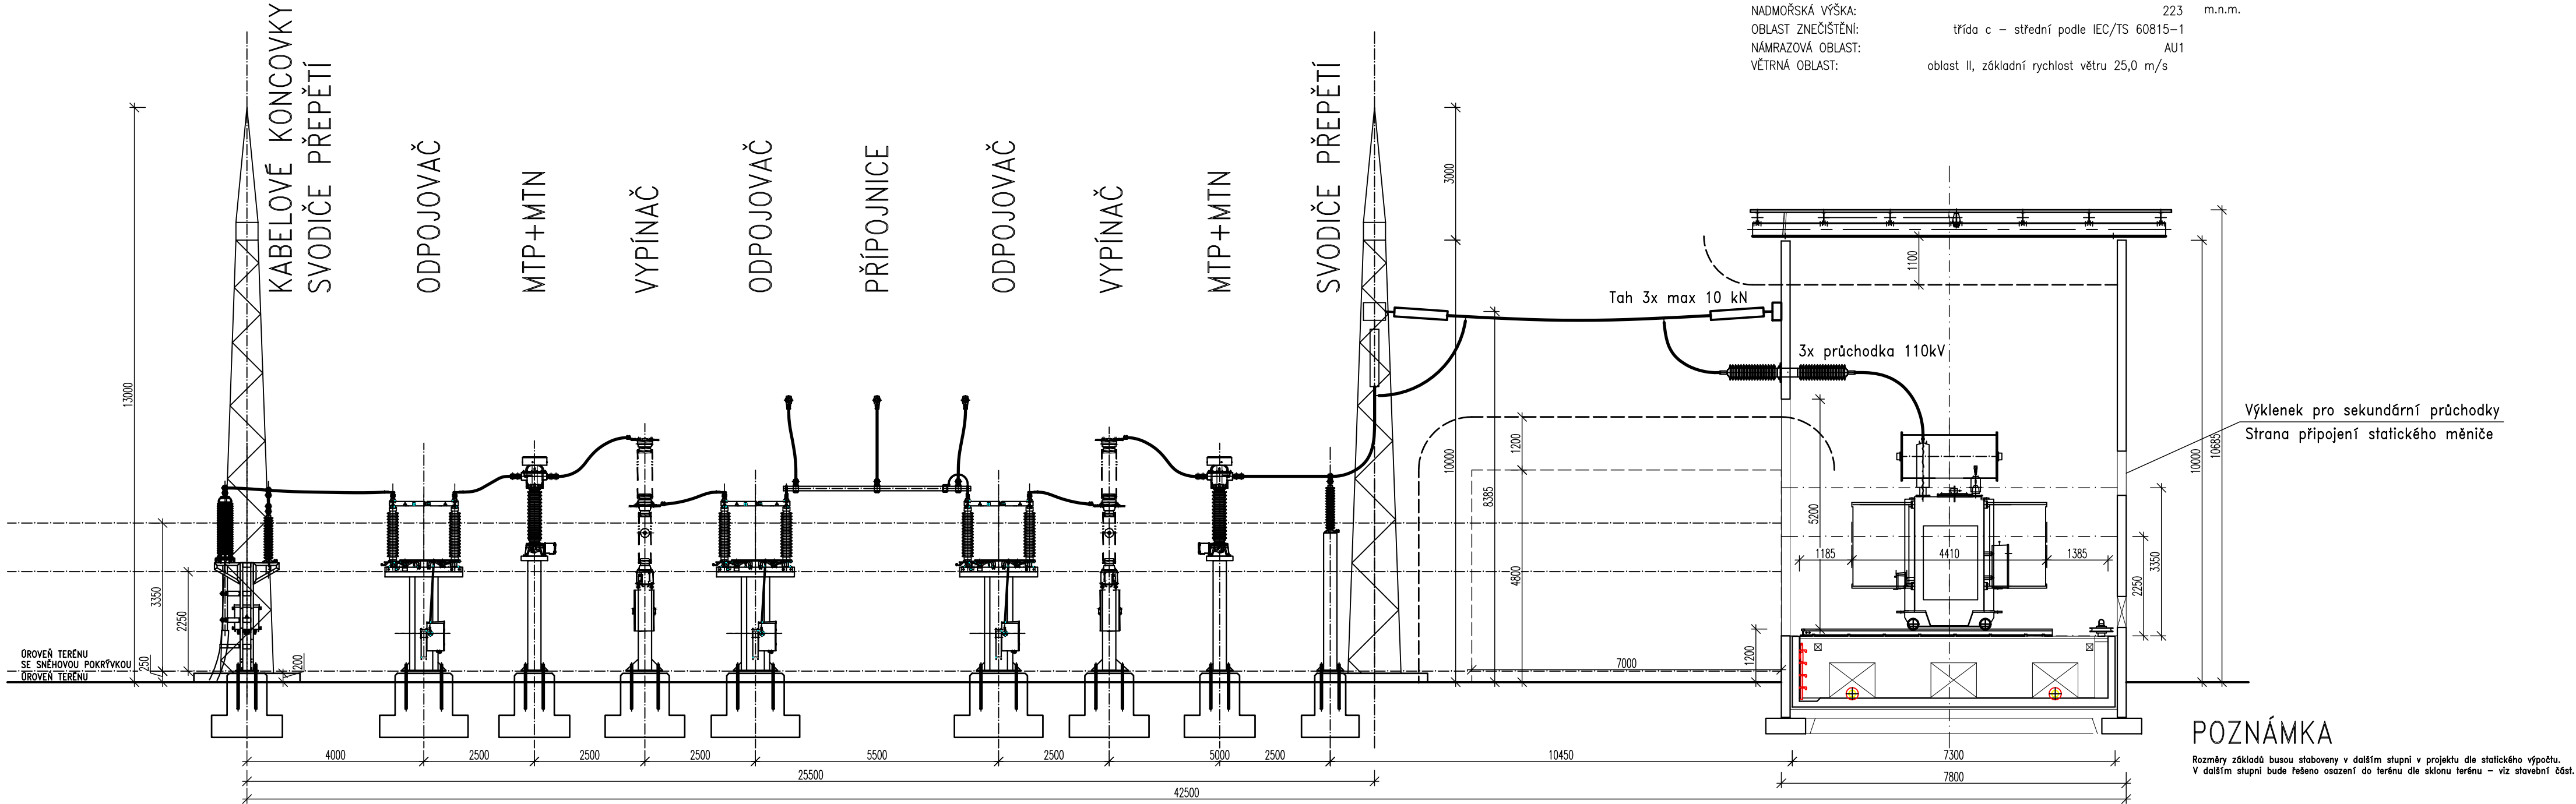 NADMOŘSKÁ VÝŠKA: 223 m.n.m.
OBLAST ZNEČIŠTĚNÍ: třída c – střední podle IEC/TS 60815–1
NÁMRAZOVÁ OBLAST: AU1
VĚTRNÁ OBLAST: oblast II, základní rychlost větru 25,0 m/s
KABELOVÉ KONCOVKY
SVODIČE PŘEPĚTÍ
ODPOJOVAČ
MTP+MTN
VYPÍNAČ
ODPOJOVAČ
PŘÍPOJNICE
ODPOJOVAČ
VYPÍNAČ
MTP+MTN
SVODIČE PŘEPĚTÍ
13000
3000
10000
8385
1200
4800
7000
1200
Tah 3x max 10 kN
3x průchodka 110kV
1100
5200
1185
4410
1385
2250
3350
10000
10685
Výklenek pro sekundární průchodky
Strana připojení statického měniče
3350
2250
250
200
ÚROVEŇ TERÉNU
SE SNĚHOVOU POKRÝVKOU
ÚROVEŇ TERÉNU
4000
2500
2500
2500
5500
2500
5000
2500
10450
7300
25500
7800
42500
POZNÁMKA
Rozměry základů busou staboveny v dalším stupni v projektu dle statického výpočtu.
V dalším stupni bude řešeno osazení do terénu dle sklonu terénu – viz stavební část.